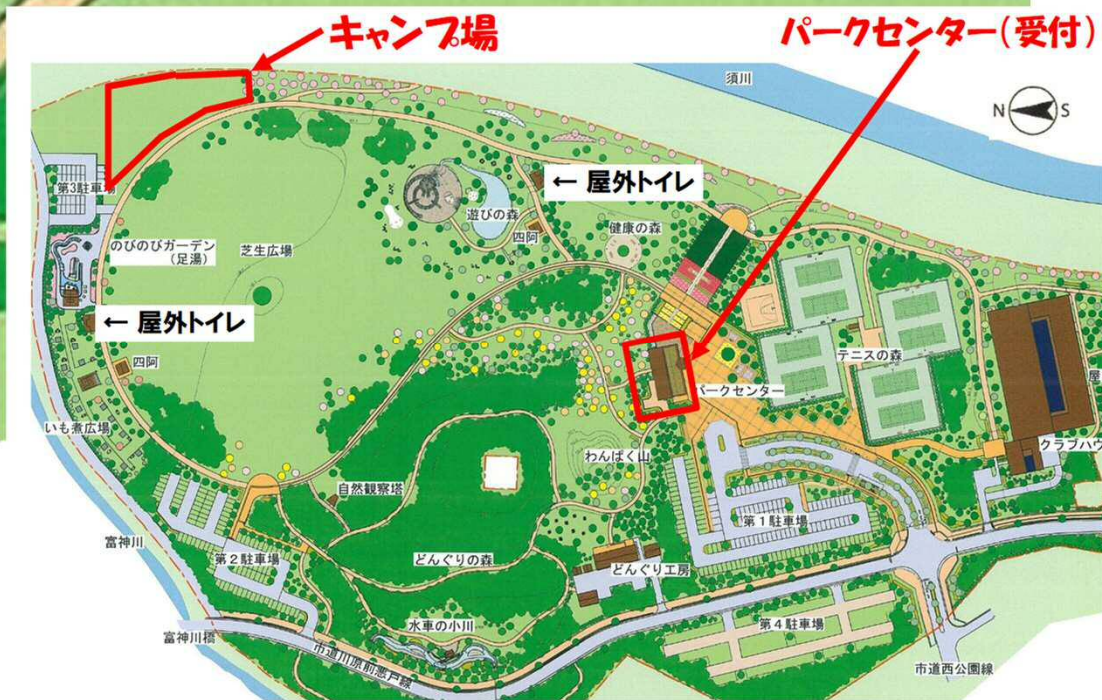 キャンプ場
パークセンター(受付)
須川
N
S
← 屋外トイレ
第3駐車場
遊びの森
四阿
健康の森
のびのびガーデン
(足湯)
芝生広場
← 屋外トイレ
四阿
テニスの森
パークセンター
いも煮広場
わんぱく山
クラブハウ
屋
自然観察塔
第1駐車場
富神川
第2駐車場
どんぐりの森
どんぐり工房
水車の小川
第4駐車場
富神川橋
市道川原前悪戸線
市道西公園線